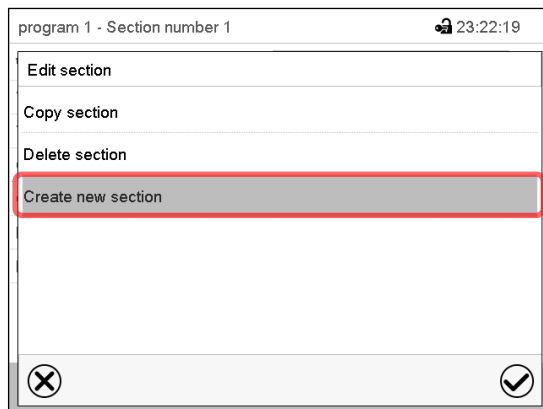 program 1 - Section number 1 23:22:19
Edit section
Copy section
Delete section
Create new section